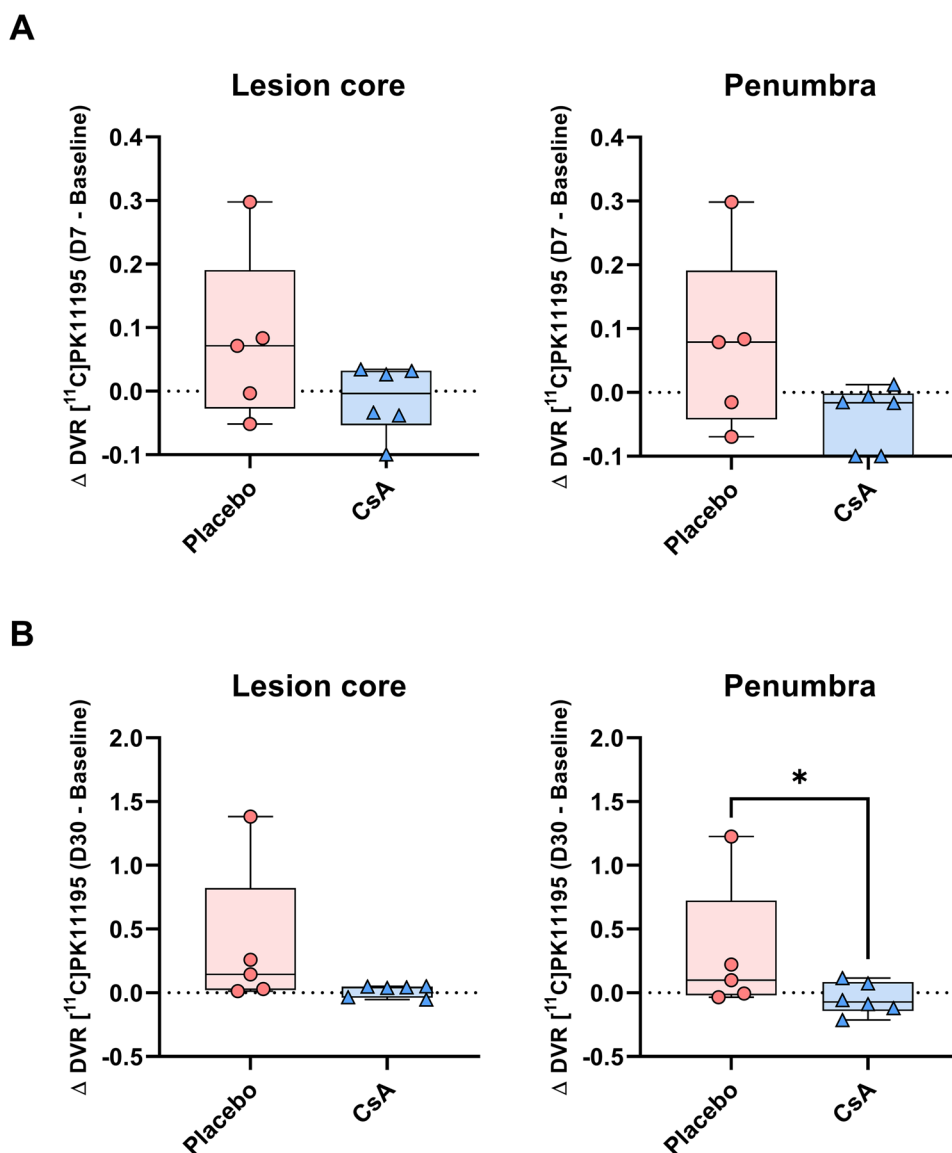 A
Lesion core
Δ DVR [¹¹C]PK11195 (D7 - Baseline)
0.4
0.3
0.2
0.1
0.0
-0.1
Placebo
CsA
Penumbra
Δ DVR [¹¹C]PK11195 (D7 - Baseline)
0.4
0.3
0.2
0.1
0.0
-0.1
Placebo
CsA
B
Lesion core
Δ DVR [¹¹C]PK11195 (D30 - Baseline)
2.0
1.5
1.0
0.5
0.0
-0.5
Placebo
CsA
Penumbra
Δ DVR [¹¹C]PK11195 (D30 - Baseline)
2.0
1.5
1.0
0.5
0.0
-0.5
*
Placebo
CsA